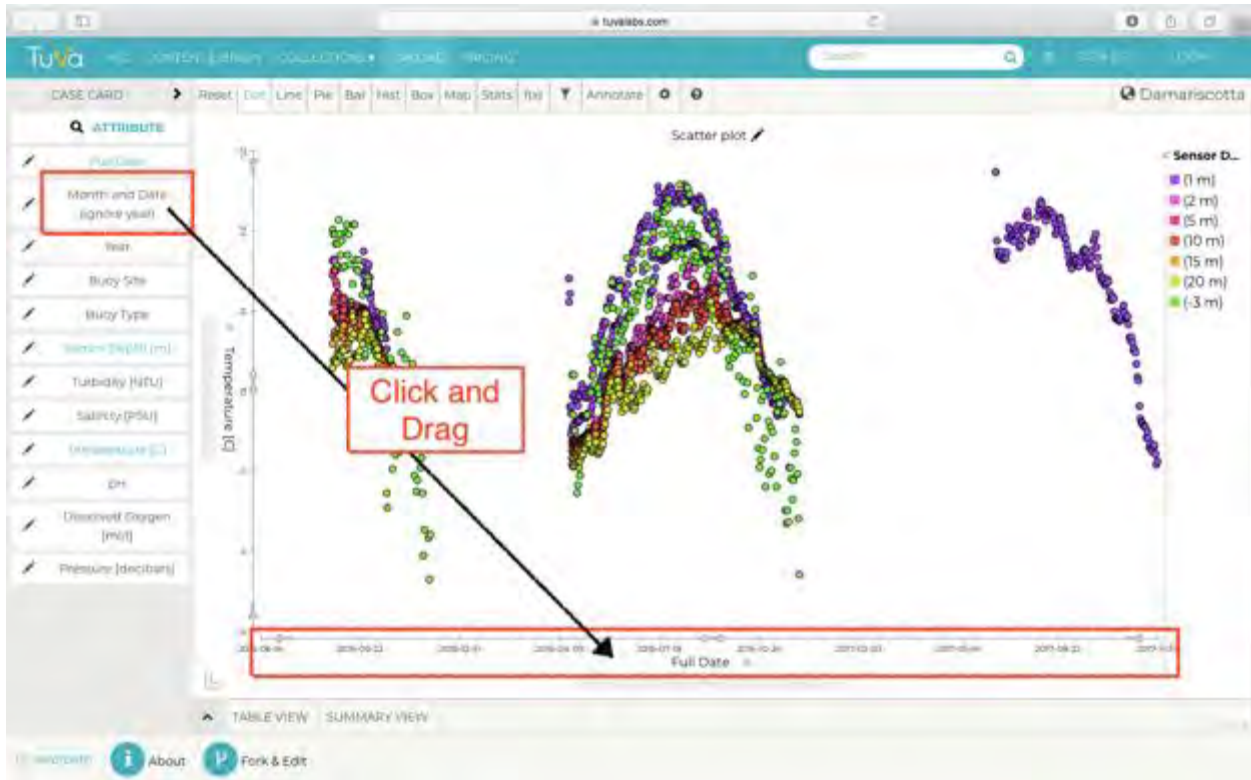 tuvalabs.com
TuVa
COLLECTIONS
PRICING
Search
CASE CARD
Reset Dot Line Pie Bar Hist Box Map Stats f(x) Annotate
Damariscotta
ATTRIBUTE
Full Date
Month and Date
(ignore year)
Year
Buoy Site
Buoy Type
Sensor Depth (m)
Turbidity [NTU]
Salinity [PSU]
Temperature [C]
pH
Dissolved Oxygen
Pressure [decibars]
Scatter plot
Temperature [C]
Click and
Drag
Full Date
Sensor D...
(1 m)
(2 m)
(5 m)
(10 m)
(15 m)
(20 m)
(-3 m)
TABLE VIEW SUMMARY VIEW
About Fork & Edit